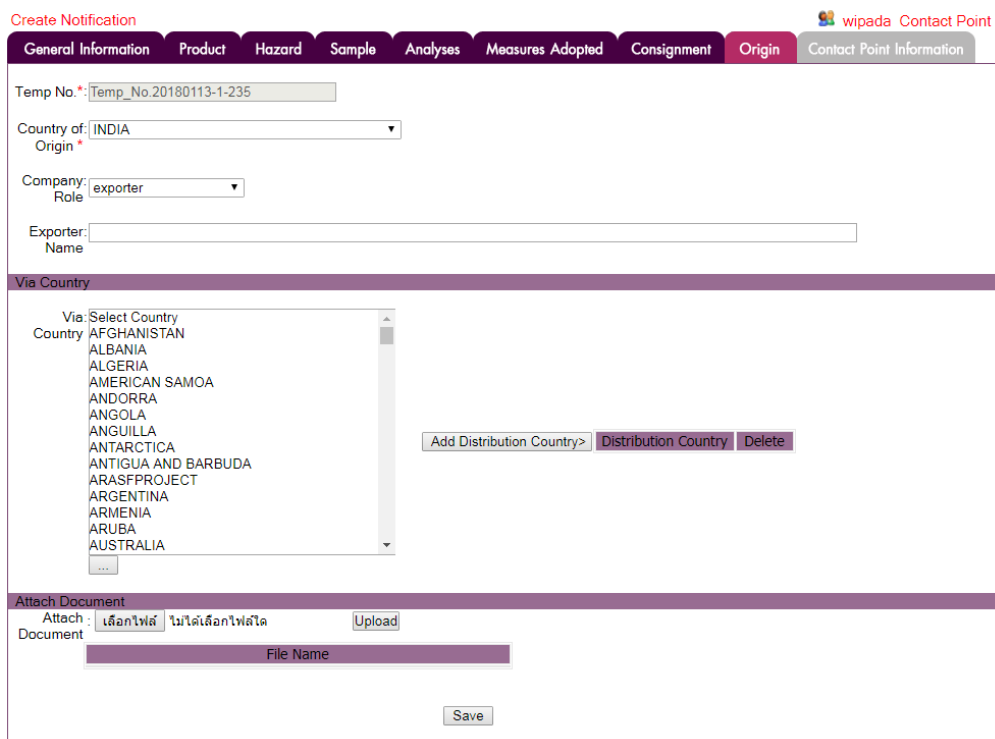 Create Notification
wipada Contact Point
General Information Product Hazard Sample Analyses Measures Adopted Consignment Origin Contact Point Information
Temp No.*: Temp_No.20180113-1-235
Country of: INDIA
Origin *
Company: exporter
Role
Exporter:
Name
Via Country
Via: Select Country
Country AFGHANISTAN
ALBANIA
ALGERIA
AMERICAN SAMOA
ANDORRA
ANGOLA
ANGUILLA
Add Distribution Country> Distribution Country Delete
ANTARCTICA
ANTIGUA AND BARBUDA
ARASFPROJECT
ARGENTINA
ARMENIA
ARUBA
AUSTRALIA
...
Attach Document
Attach : เลือกไฟล์ ไม่ได้เลือกไฟล์ใด Upload
Document
File Name
Save